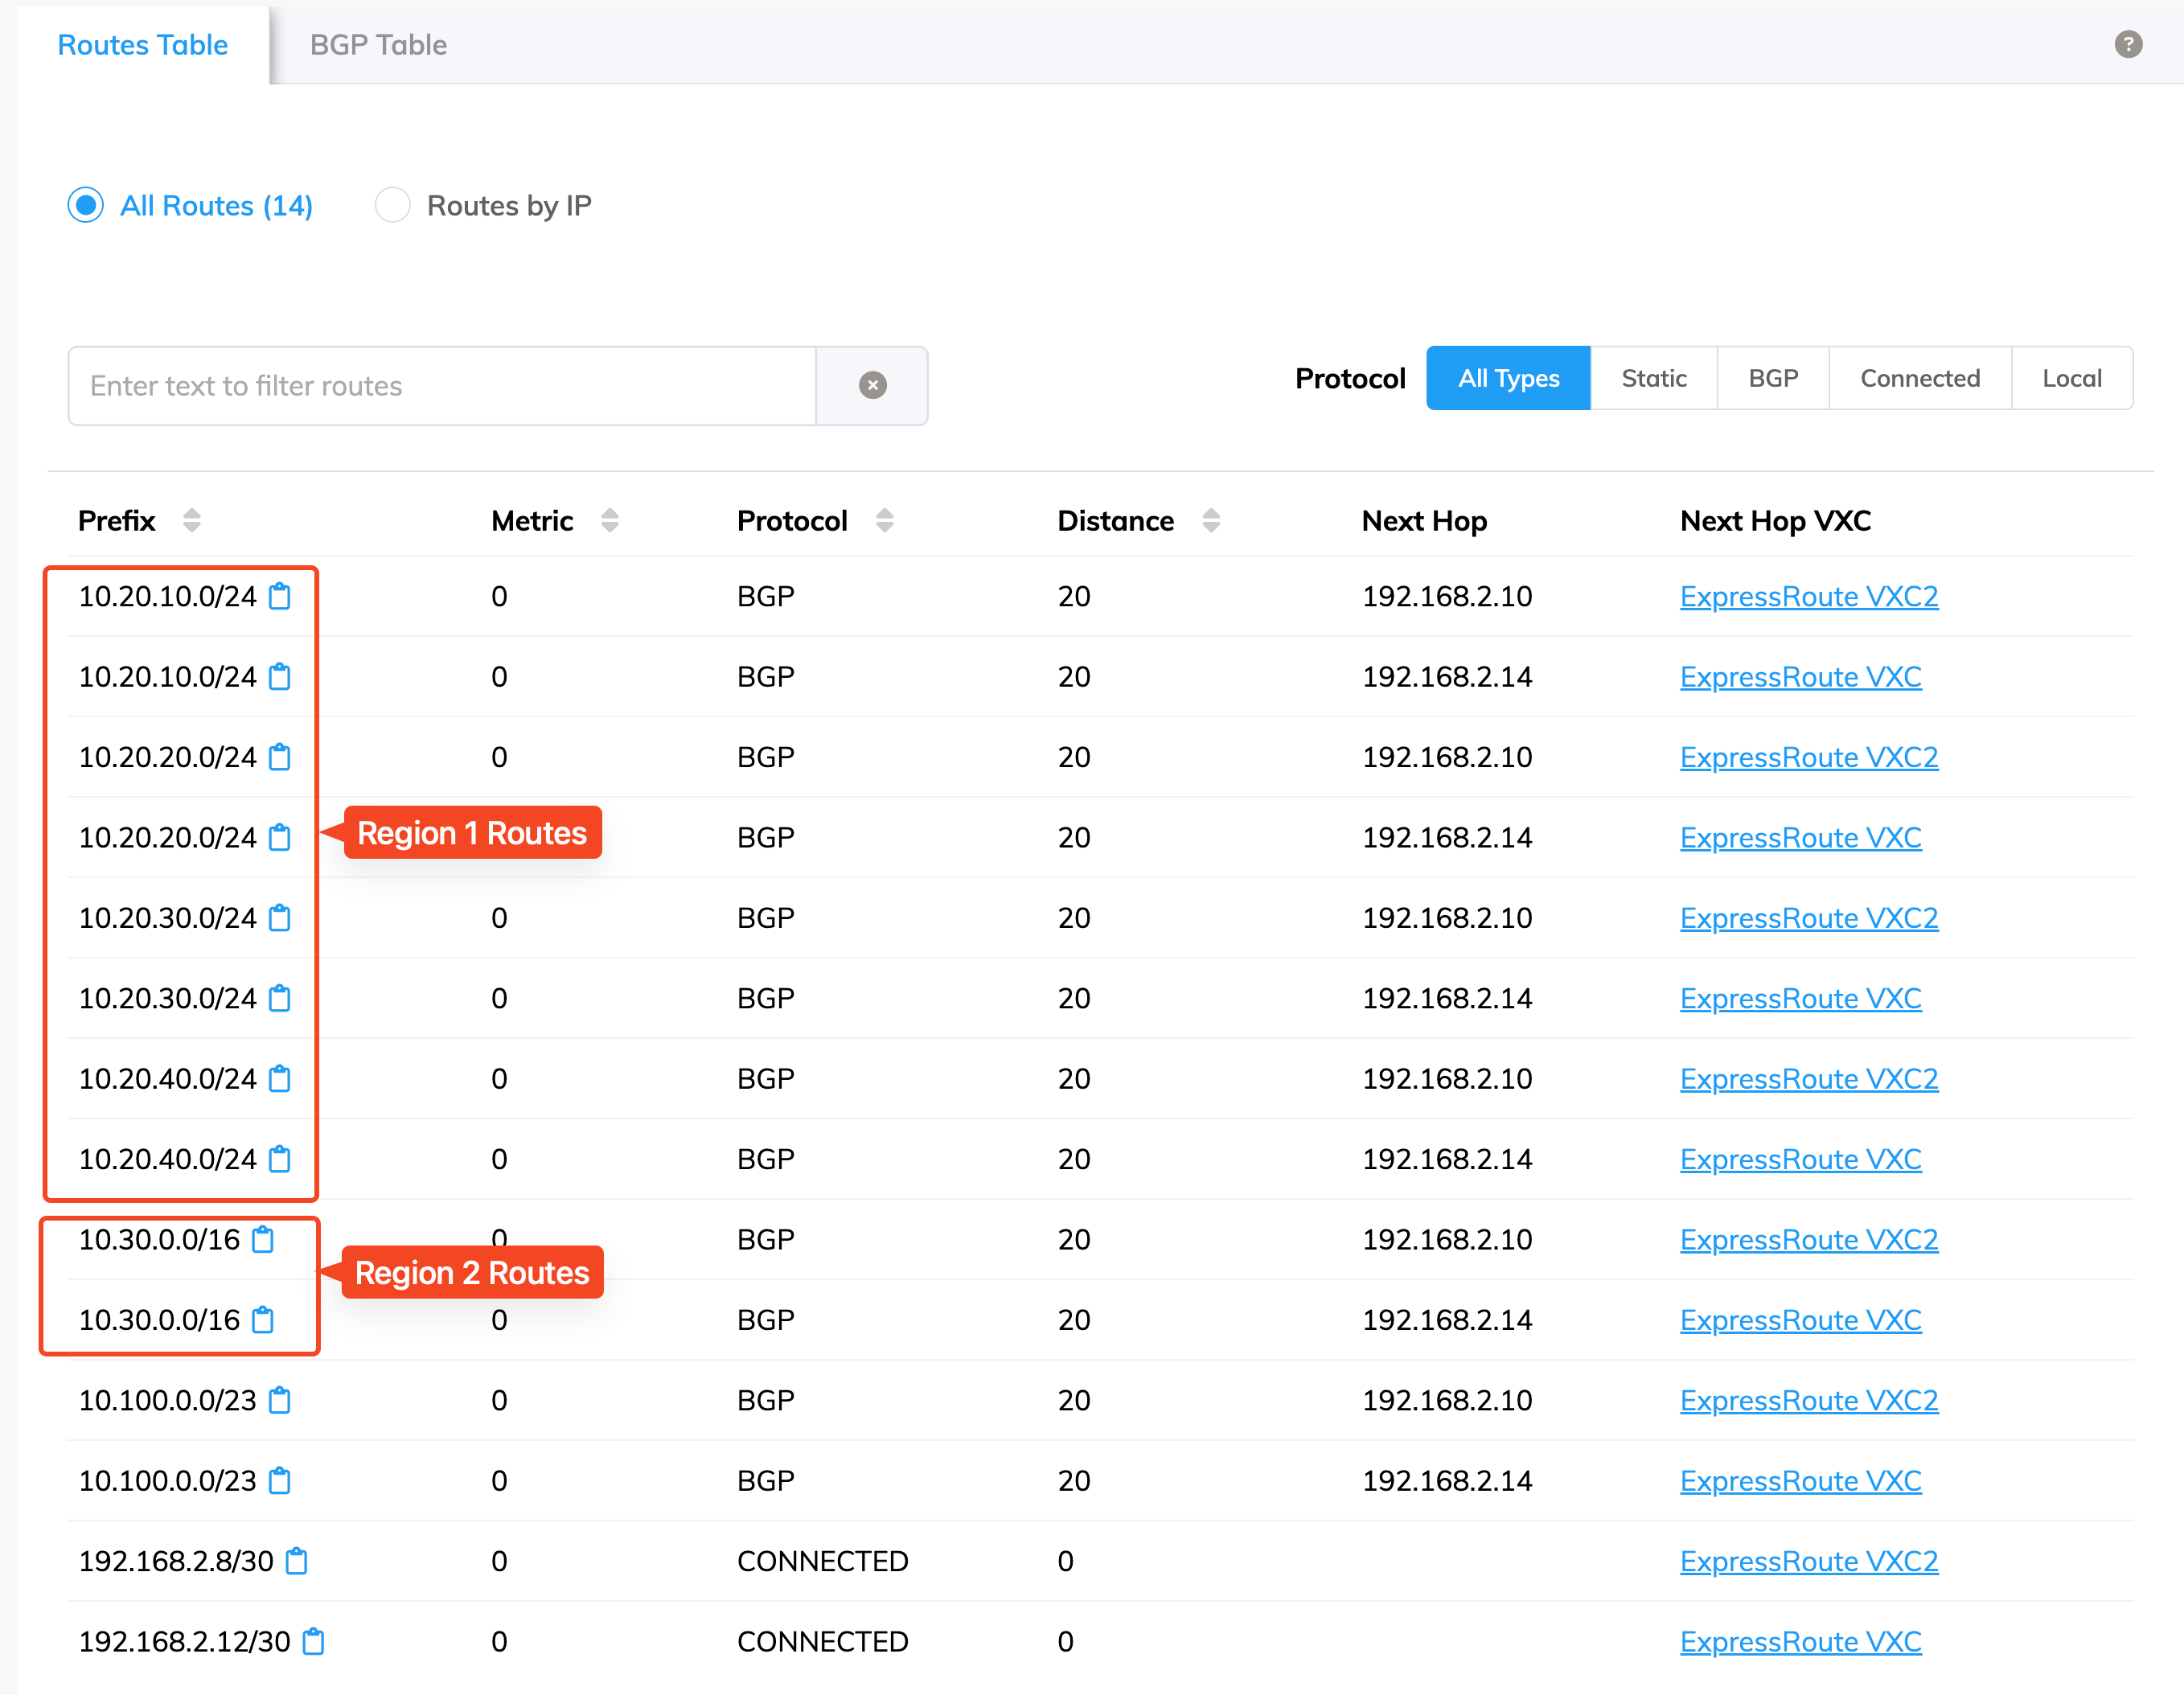 Routes Table BGP Table ?
All Routes (14) Routes by IP
Enter text to filter routes Protocol All Types Static BGP Connected Local
Prefix Metric Protocol Distance Next Hop Next Hop VXC
10.20.10.0/24 0 BGP 20 192.168.2.10 ExpressRoute VXC2
10.20.10.0/24 0 BGP 20 192.168.2.14 ExpressRoute VXC
10.20.20.0/24 0 BGP 20 192.168.2.10 ExpressRoute VXC2
10.20.20.0/24 Region 1 Routes BGP 20 192.168.2.14 ExpressRoute VXC
10.20.30.0/24 0 BGP 20 192.168.2.10 ExpressRoute VXC2
10.20.30.0/24 0 BGP 20 192.168.2.14 ExpressRoute VXC
10.20.40.0/24 0 BGP 20 192.168.2.10 ExpressRoute VXC2
10.20.40.0/24 0 BGP 20 192.168.2.14 ExpressRoute VXC
10.30.0.0/16 0 BGP 20 192.168.2.10 ExpressRoute VXC2
Region 2 Routes
10.30.0.0/16 0 BGP 20 192.168.2.14 ExpressRoute VXC
10.100.0.0/23 0 BGP 20 192.168.2.10 ExpressRoute VXC2
10.100.0.0/23 0 BGP 20 192.168.2.14 ExpressRoute VXC
192.168.2.8/30 0 CONNECTED 0 ExpressRoute VXC2
192.168.2.12/30 0 CONNECTED 0 ExpressRoute VXC